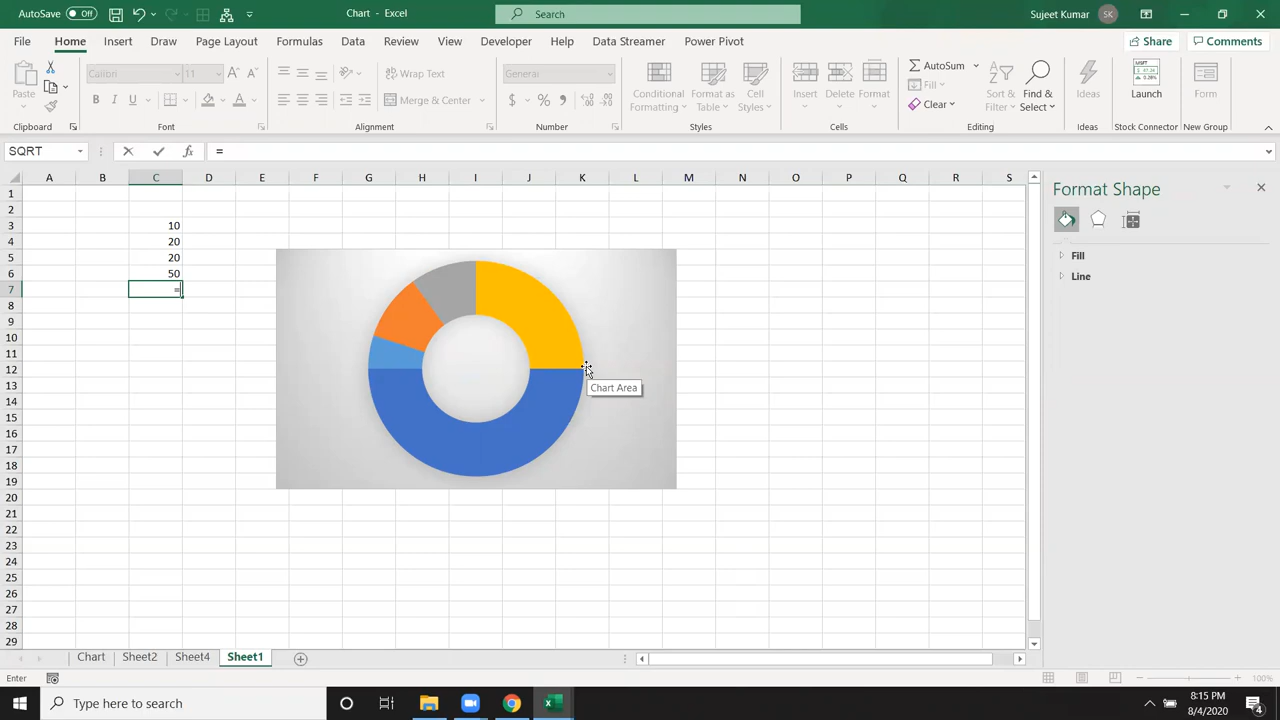 AutoSave Off
Chart - Excel
Search
Sujeet Kumar
SK
File Home Insert Draw Page Layout Formulas Data Review View Developer Help Data Streamer Power Pivot
Share
Comments
Paste
Calibri
11
Wrap Text
Merge & Center
General
Conditional Formatting
Format as Table
Cell Styles
Insert
Delete
Format
AutoSum
Fill
Clear
Sort & Filter
Find & Select
Ideas
Launch
Form
Clipboard
Font
Alignment
Number
Styles
Cells
Editing
Ideas
Stock Connector
New Group
SQRT
fx
=
A B C D E F G H I J K L M N O P Q R S
1
2
3 10
4 20
5 20
6 50
7 =
8
9
10
11
12
13
14
15
16
17
18
19
20
21
22
23
24
25
26
27
28
29
Chart Area
Format Shape
Fill
Line
Chart Sheet2 Sheet4 Sheet1
Enter
100%
Type here to search
8:15 PM
8/4/2020
4